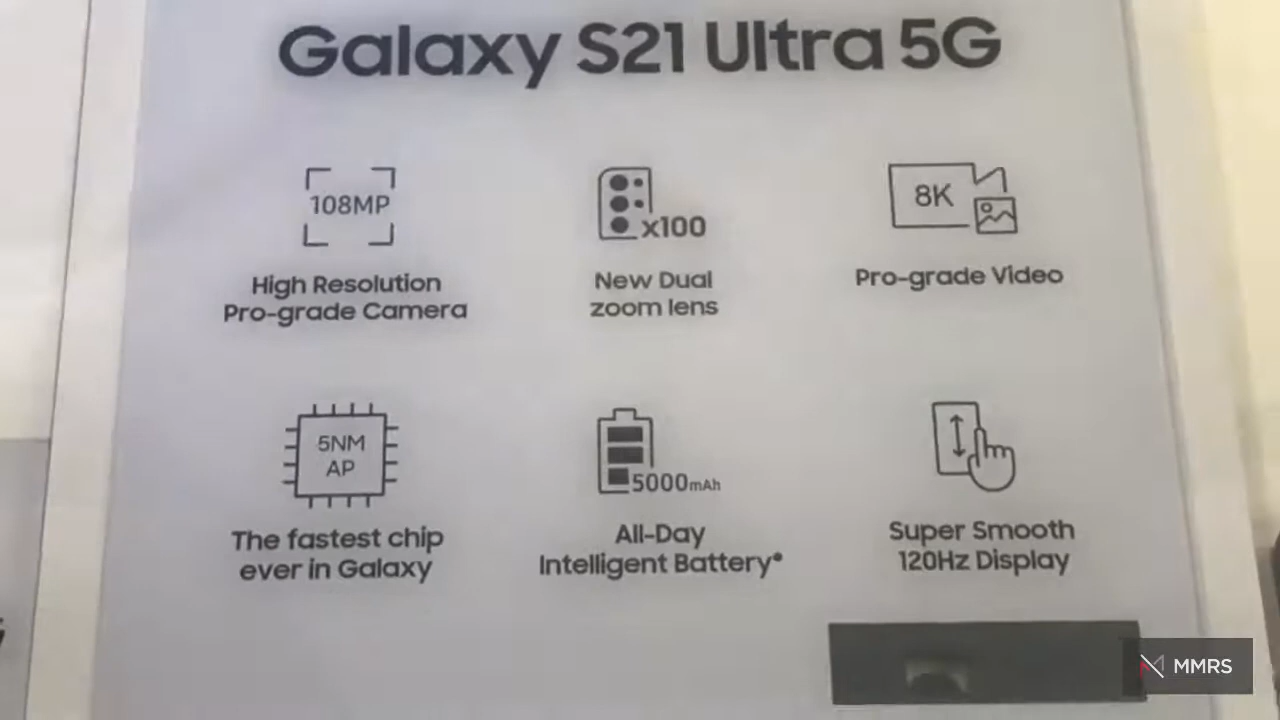 Galaxy S21 Ultra 5G
108MP
x100
8K
High Resolution
Pro-grade Camera
New Dual
zoom lens
Pro-grade Video
5NM
AP
5000mAh
The fastest chip
ever in Galaxy
All-Day
Intelligent Battery*
Super Smooth
120Hz Display
MMRS